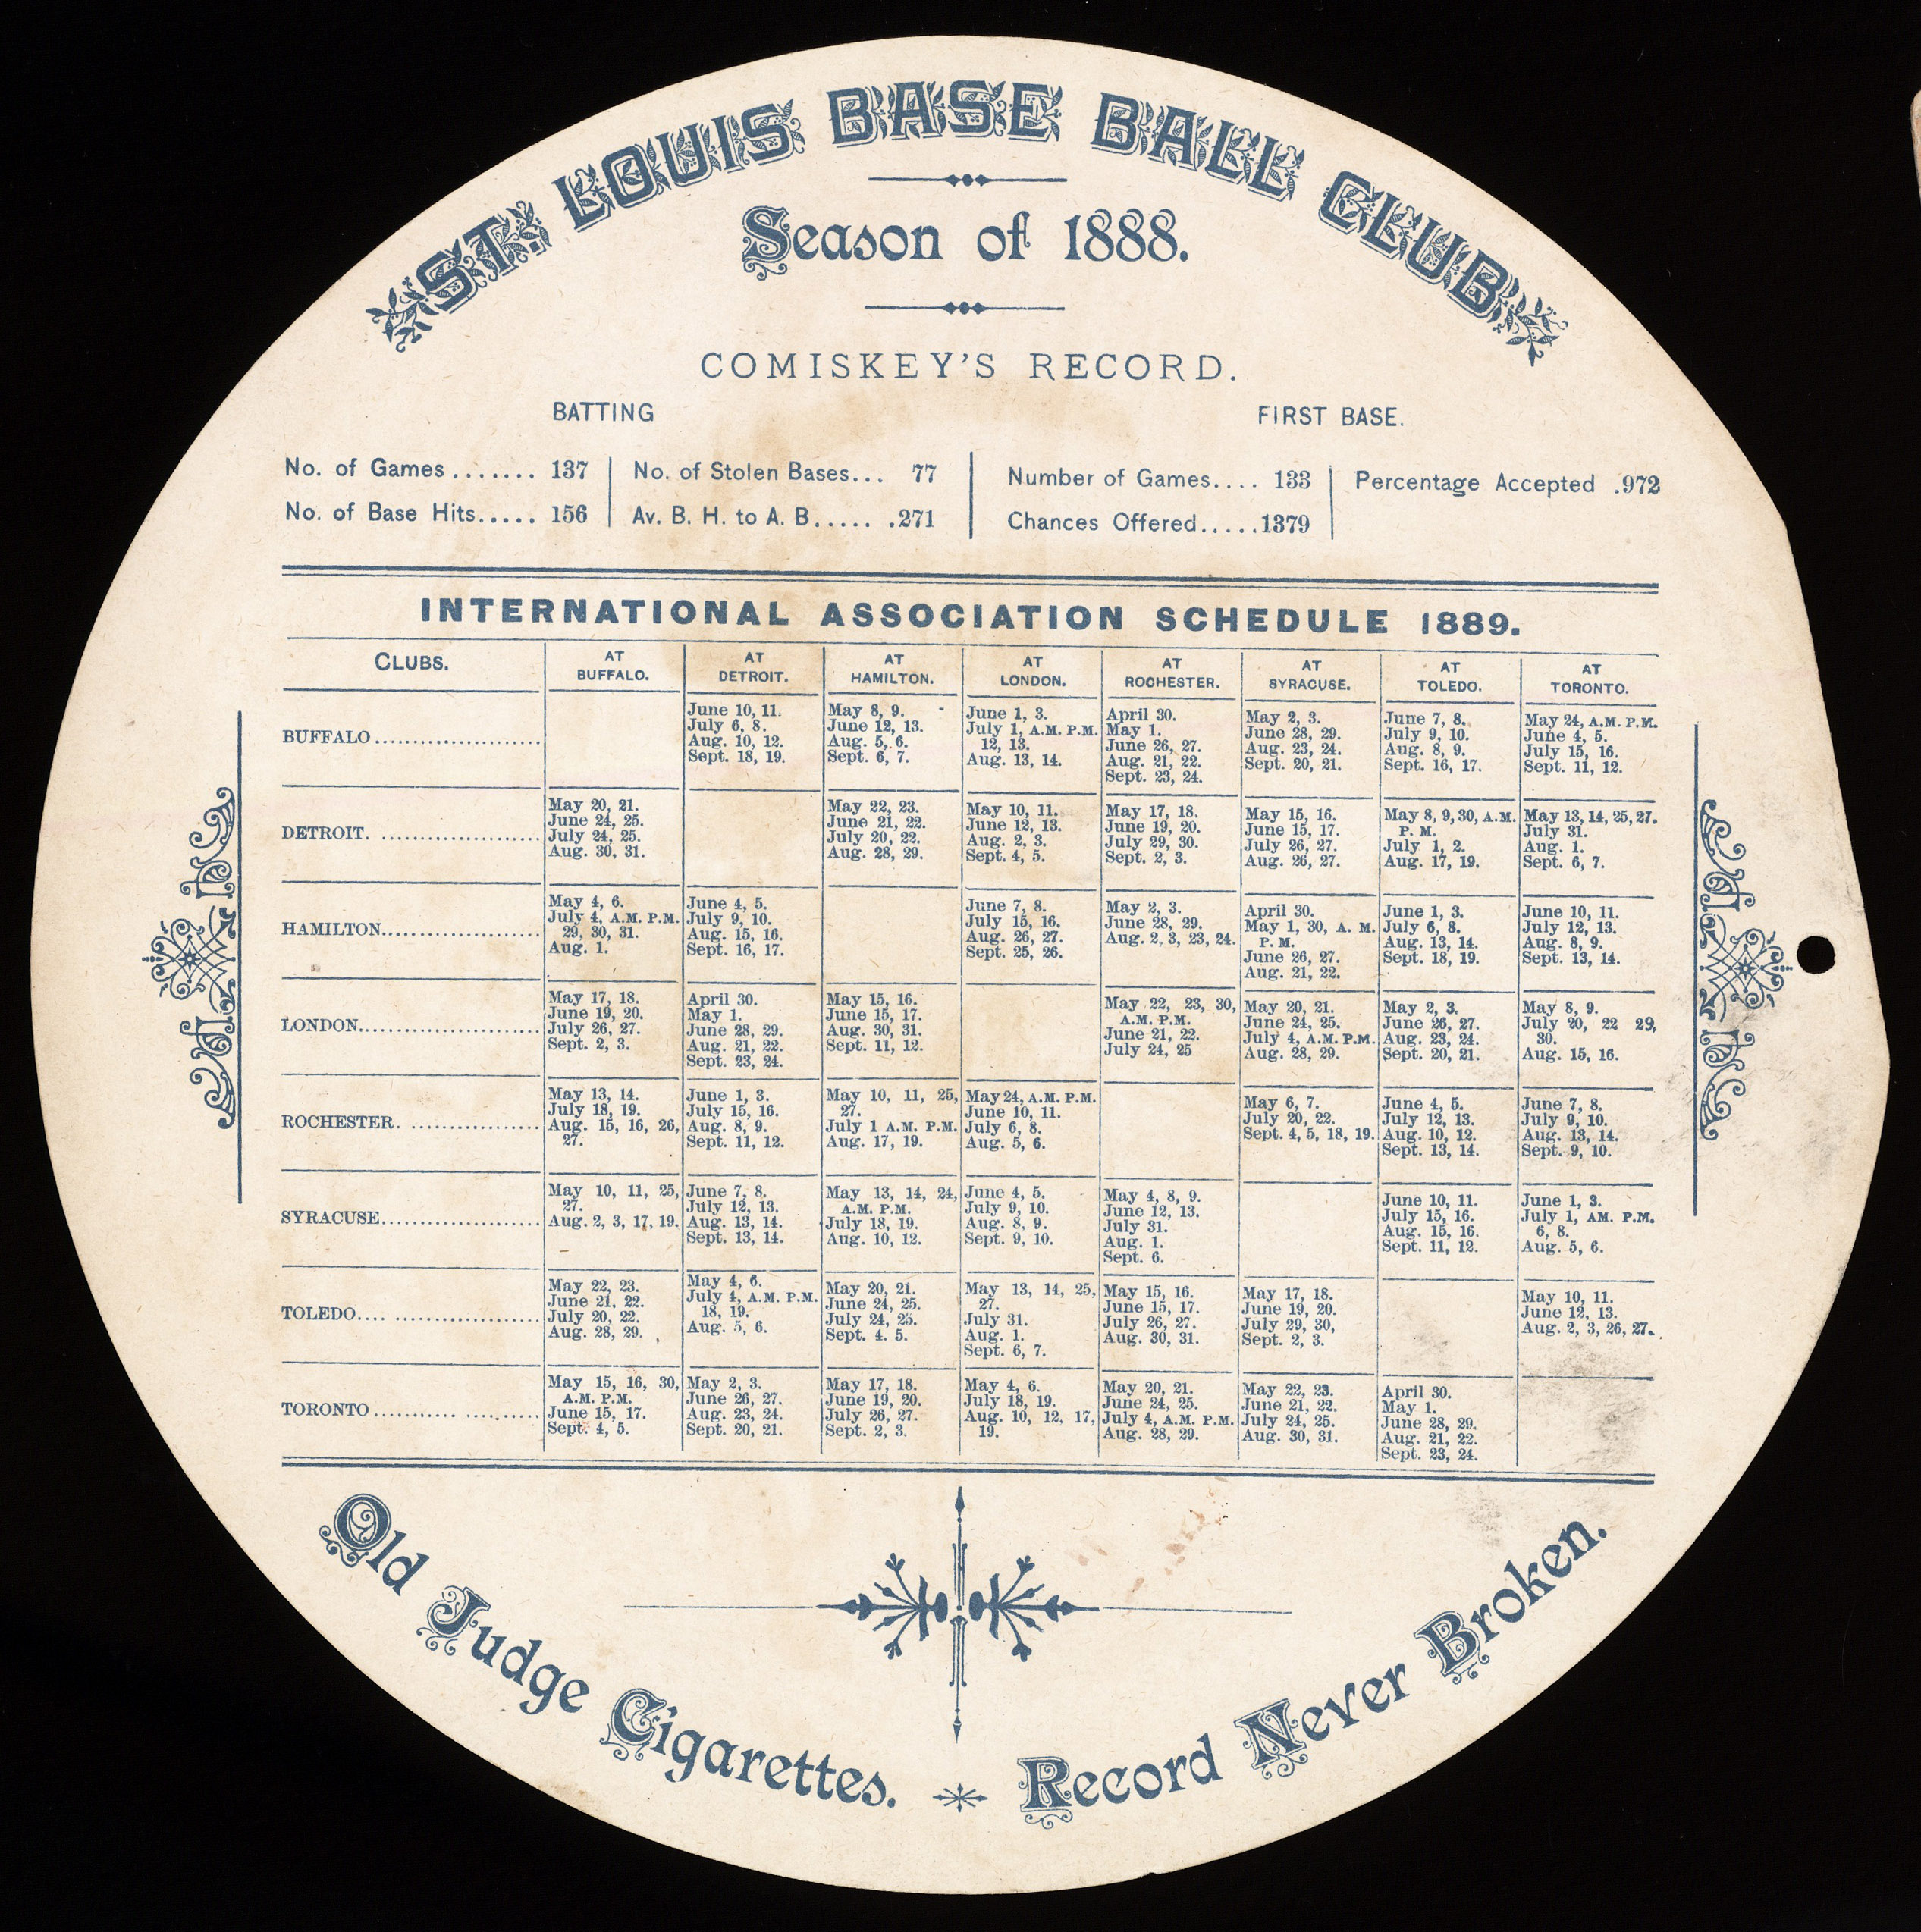 ST. LOUIS BASE BALL CLUB
Season of 1888.
COMISKEY'S RECORD.
BATTING
FIRST BASE.
No. of Games....... 137
No. of Stolen Bases... 77
Number of Games.... 133
Percentage Accepted .972
No. of Base Hits..... 156
Av. B. H. to A. B..... .271
Chances Offered.....1379
INTERNATIONAL ASSOCIATION SCHEDULE 1889.
CLUBS.
AT
BUFFALO.
AT
DETROIT.
AT
HAMILTON.
AT
LONDON.
AT
ROCHESTER.
AT
SYRACUSE.
AT
TOLEDO.
AT
TORONTO.
BUFFALO
June 10, 11.
July 6, 8.
Aug. 10, 12.
Sept. 18, 19.
May 8, 9.
June 12, 13.
Aug. 5, 6.
Sept. 6, 7.
June 1, 3.
July 1, A.M. P.M.
12, 13.
Aug. 13, 14.
April 30.
May 1.
June 26, 27.
Aug. 21, 22.
Sept. 23, 24.
May 2, 3.
June 28, 29.
Aug. 23, 24.
Sept. 20, 21.
June 7, 8.
July 9, 10.
Aug. 8, 9.
Sept. 16, 17.
May 24, A.M. P.M.
June 4, 5.
July 15, 16.
Sept. 11, 12.
DETROIT.
May 20, 21.
June 24, 25.
July 24, 25.
Aug. 30, 31.
May 22, 23.
June 21, 22.
July 20, 22.
Aug. 28, 29.
May 10, 11.
June 12, 13.
Aug. 2, 3.
Sept. 4, 5.
May 17, 18.
June 19, 20.
July 29, 30.
Sept. 2, 3.
May 15, 16.
June 15, 17.
July 26, 27.
Aug. 26, 27.
May 8, 9, 30, A.M.
P. M.
July 1, 2.
Aug. 17, 19.
May 13, 14, 25, 27.
July 31.
Aug. 1.
Sept. 6, 7.
HAMILTON
May 4, 6.
July 4, A.M. P.M.
29, 30, 31.
Aug. 1.
June 4, 5.
July 9, 10.
Aug. 15, 16.
Sept. 16, 17.
June 7, 8.
July 15, 16.
Aug. 26, 27.
Sept. 25, 26.
May 2, 3.
June 28, 29.
Aug. 2, 3, 23, 24.
April 30.
May 1, 30, A. M.
P. M.
June 26, 27.
Aug. 21, 22.
June 1, 3.
July 6, 8.
Aug. 13, 14.
Sept. 18, 19.
June 10, 11.
July 12, 13.
Aug. 8, 9.
Sept. 13, 14.
LONDON
May 17, 18.
June 19, 20.
July 26, 27.
Sept. 2, 3.
April 30.
May 1.
June 28, 29.
Aug. 21, 22.
Sept. 23, 24.
May 15, 16.
June 15, 17.
Aug. 30, 31.
Sept. 11, 12.
May 22, 23, 30,
A.M. P.M.
June 21, 22.
July 24, 25
May 20, 21.
June 24, 25.
July 4, A.M. P.M.
Aug. 28, 29.
May 2, 3.
June 26, 27.
Aug. 23, 24.
Sept. 20, 21.
May 8, 9.
July 20, 22 29,
30.
Aug. 15, 16.
ROCHESTER.
May 13, 14.
July 18, 19.
Aug. 15, 16, 26,
27.
June 1, 3.
July 15, 16.
Aug. 8, 9.
Sept. 11, 12.
May 10, 11, 25,
27.
July 1 A.M. P.M.
Aug. 17, 19.
May 24, A.M. P.M.
June 10, 11.
July 6, 8.
Aug. 5, 6.
May 6, 7.
July 20, 22.
Sept. 4, 5, 18, 19.
June 4, 5.
July 12, 13.
Aug. 10, 12.
Sept. 13, 14.
June 7, 8.
July 9, 10.
Aug. 13, 14.
Sept. 9, 10.
SYRACUSE
May 10, 11, 25,
27.
Aug. 2, 3, 17, 19.
June 7, 8.
July 12, 13.
Aug. 13, 14.
Sept. 13, 14.
May 13, 14, 24,
A.M. P.M.
July 18, 19.
Aug. 10, 12.
June 4, 5.
July 9, 10.
Aug. 8, 9.
Sept. 9, 10.
May 4, 8, 9.
June 12, 13.
July 31.
Aug. 1.
Sept. 6.
June 10, 11.
July 15, 16.
Aug. 15, 16.
Sept. 11, 12.
June 1, 3.
July 1, AM. P.M.
6, 8.
Aug. 5, 6.
TOLEDO
May 22, 23.
June 21, 22.
July 20, 22.
Aug. 28, 29.
May 4, 6.
July 4, A.M. P.M.
18, 19.
Aug. 5, 6.
May 20, 21.
June 24, 25.
July 24, 25.
Sept. 4. 5.
May 13, 14, 25,
27.
July 31.
Aug. 1.
Sept. 6, 7.
May 15, 16.
June 15, 17.
July 26, 27.
Aug. 30, 31.
May 17, 18.
June 19, 20.
July 29, 30,
Sept. 2, 3.
May 10, 11.
June 12, 13.
Aug. 2, 3, 26, 27.
TORONTO
May 15, 16, 30,
A.M. P.M.
June 15, 17.
Sept. 4, 5.
May 2, 3.
June 26, 27.
Aug. 23, 24.
Sept. 20, 21.
May 17, 18.
June 19, 20.
July 26, 27.
Sept. 2, 3.
May 4, 6.
July 18, 19.
Aug. 10, 12, 17,
19.
May 20, 21.
June 24, 25.
July 4, A.M. P.M.
Aug. 28, 29.
May 22, 23.
June 21, 22.
July 24, 25.
Aug. 30, 31.
April 30.
May 1.
June 28, 29.
Aug. 21, 22.
Sept. 23, 24.
Old Judge Cigarettes. Record Never Broken.